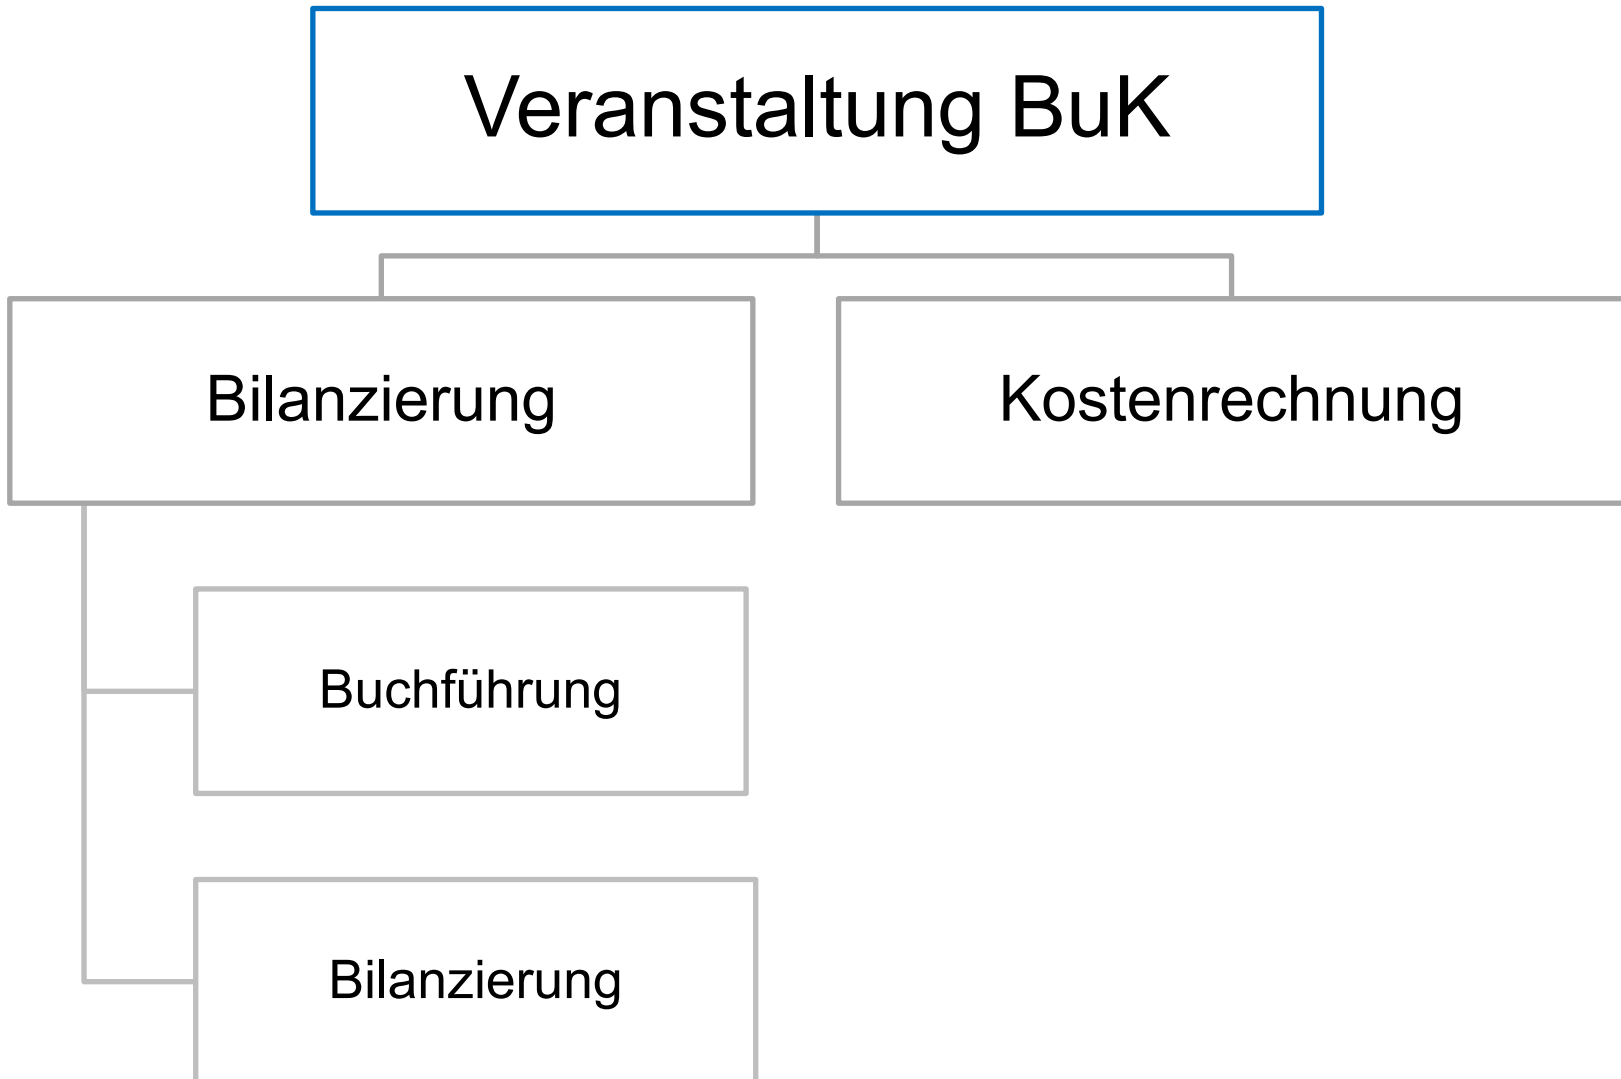 Veranstaltung BuK
Bilanzierung
Kostenrechnung
Buchführung
Bilanzierung